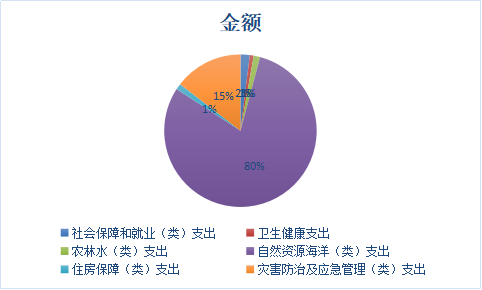 金额
15%
2%
1%
80%
社会保障和就业（类）支出
卫生健康支出
农林水（类）支出
自然资源海洋（类）支出
住房保障（类）支出
灾害防治及应急管理（类）支出